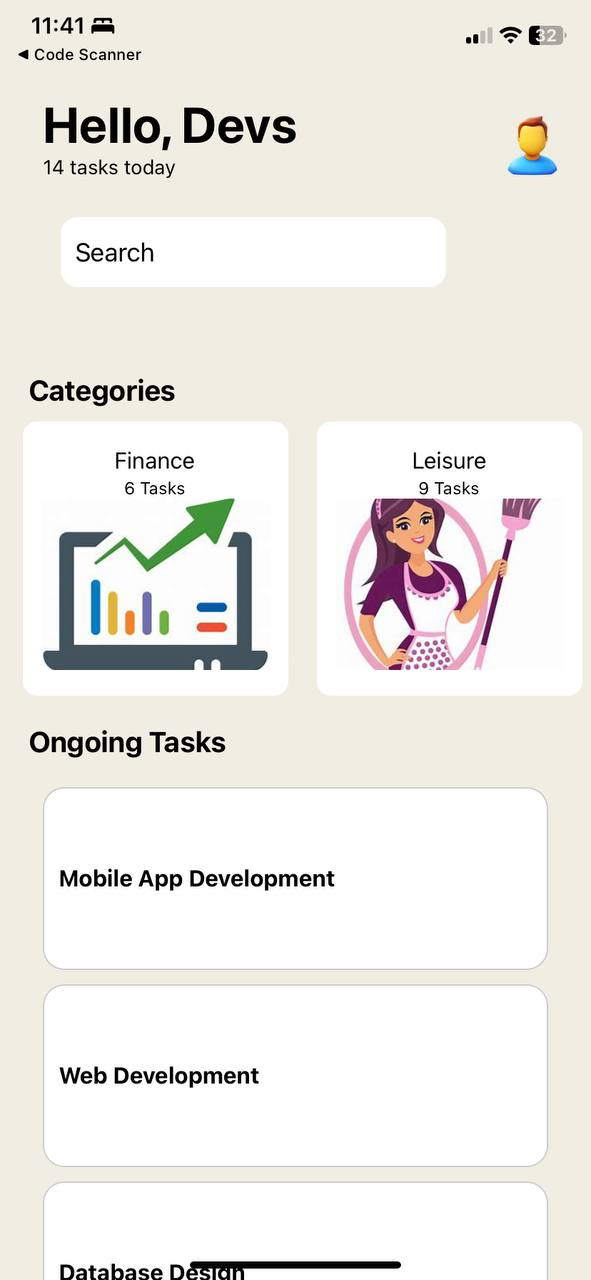 11:41
◀ Code Scanner
32
Hello, Devs
14 tasks today
Search
Categories
Finance
6 Tasks
Leisure
9 Tasks
Ongoing Tasks
Mobile App Development
Web Development
Database Design